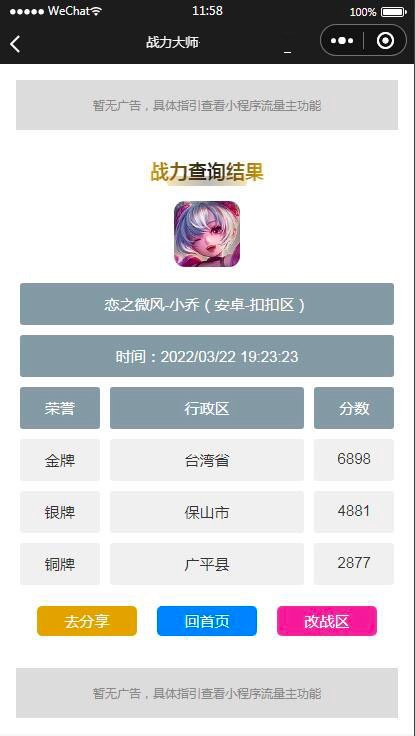 ●●●●● WeChat 11:58 100%
战力大师
暂无广告，具体指引查看小程序流量主功能
战力查询结果
恋之微风-小乔（安卓-扣扣区）
时间：2022/03/22 19:23:23
荣誉 行政区 分数
金牌 台湾省 6898
银牌 保山市 4881
铜牌 广平县 2877
去分享 回首页 改战区
暂无广告，具体指引查看小程序流量主功能